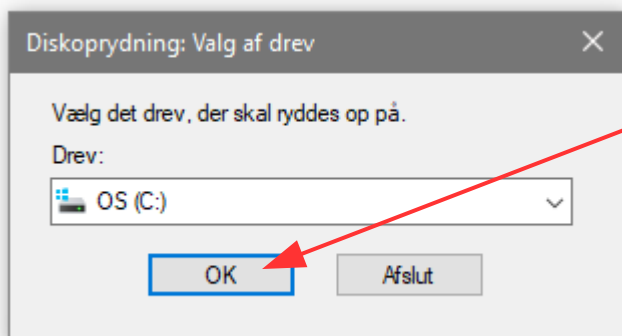 Diskoprydning: Valg af drev
Vælg det drev, der skal ryddes op på.
Drev:
OS (C:)
OK Afslut